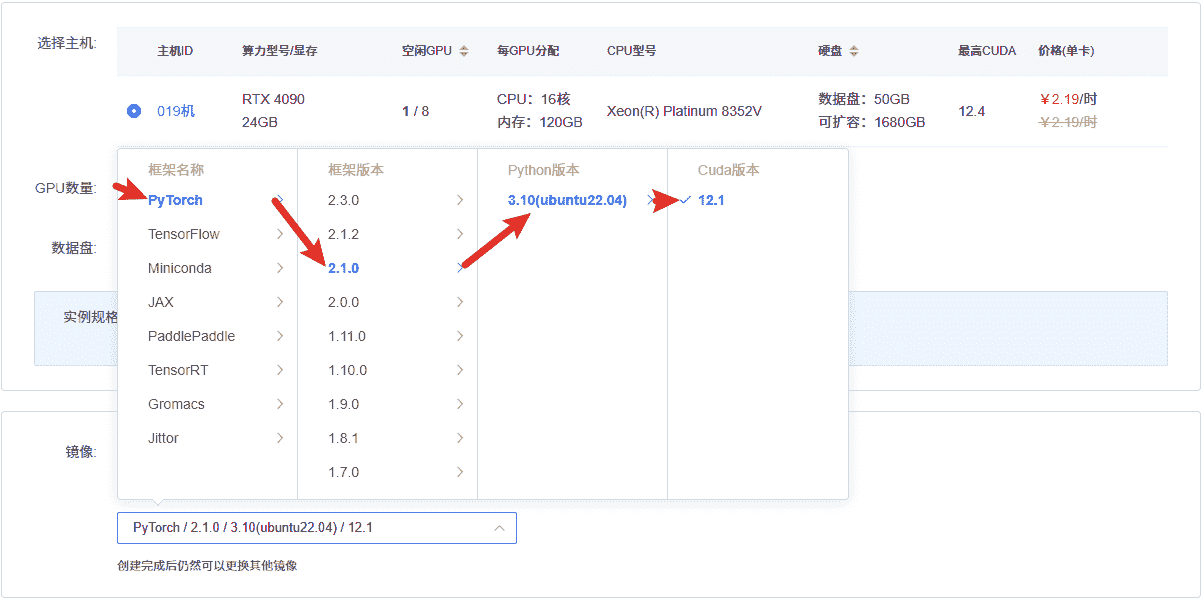 选择主机:
主机ID 算力型号/显存 空闲GPU 每GPU分配 CPU型号 硬盘 最高CUDA 价格(单卡)
019机 RTX 4090 24GB 1 / 8 CPU：16核 内存：120GB Xeon(R) Platinum 8352V 数据盘：50GB 可扩容：1680GB 12.4 ￥2.19/时 ￥2.19/时
GPU数量:
数据盘:
实例规格
框架名称
PyTorch
TensorFlow
Miniconda
JAX
PaddlePaddle
TensorRT
Gromacs
Jittor
框架版本
2.3.0
2.1.2
2.1.0
2.0.0
1.11.0
1.10.0
1.9.0
1.8.1
1.7.0
Python版本
3.10(ubuntu22.04)
Cuda版本
12.1
镜像:
PyTorch / 2.1.0 / 3.10(ubuntu22.04) / 12.1
创建完成后仍然可以更换其他镜像